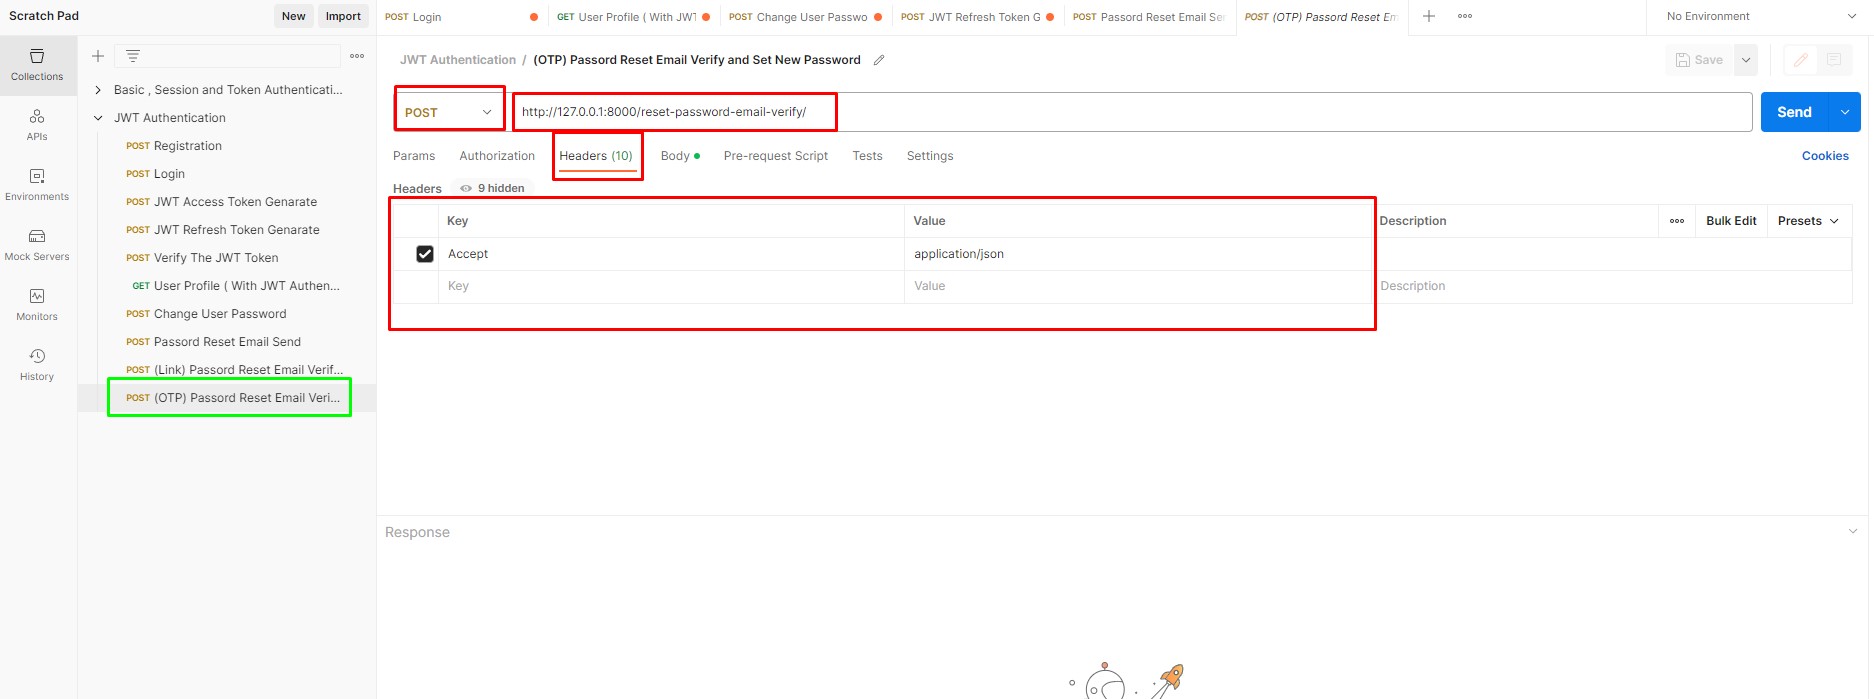 Scratch Pad
New
Import
POST Login
GET User Profile ( With JWT
POST Change User Passwo
POST JWT Refresh Token G
POST Passord Reset Email Se
POST (OTP) Passord Reset Em
No Environment
Collections
APIs
Environments
Mock Servers
Monitors
History
Basic , Session and Token Authenticati...
JWT Authentication
POST Registration
POST Login
POST JWT Access Token Genarate
POST JWT Refresh Token Genarate
POST Verify The JWT Token
GET User Profile ( With JWT Authen...
POST Change User Password
POST Passord Reset Email Send
POST (Link) Passord Reset Email Verif...
POST (OTP) Passord Reset Email Veri...
JWT Authentication / (OTP) Passord Reset Email Verify and Set New Password
Save
POST
http://127.0.0.1:8000/reset-password-email-verify/
Send
Params Authorization Headers (10) Body Pre-request Script Tests Settings
Cookies
Headers 9 hidden
Key Value Description
Bulk Edit Presets
Accept application/json
Key Value Description
Response